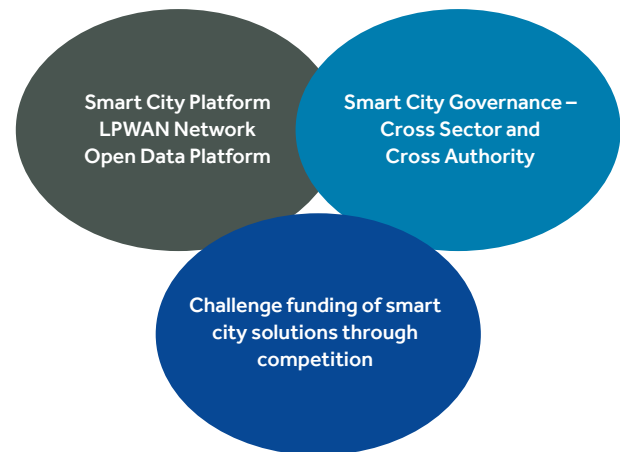 Smart City Platform
LPWAN Network
Open Data Platform
Smart City Governance –
Cross Sector and
Cross Authority
Challenge funding of smart
city solutions through
competition